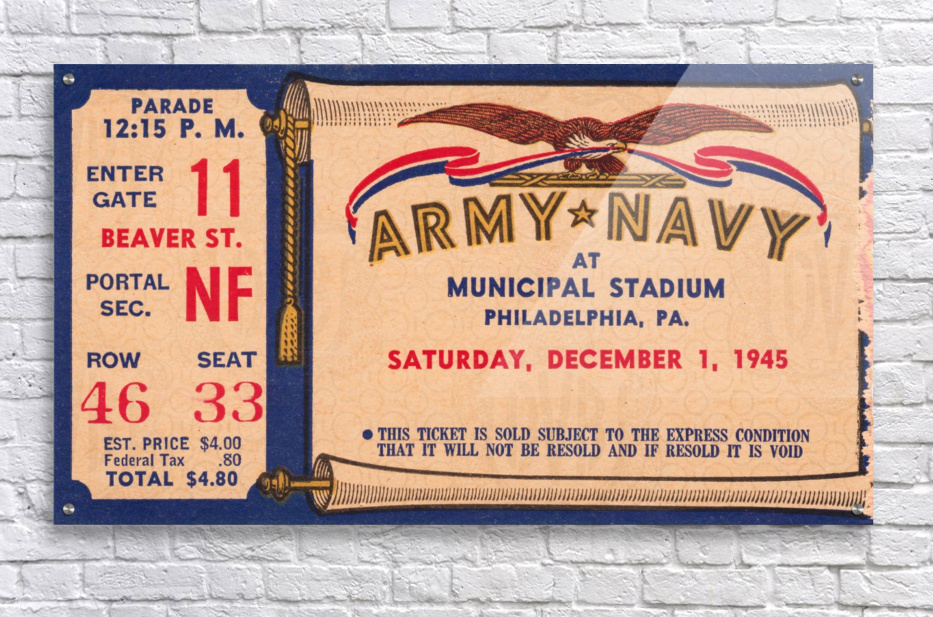 PARADE
12:15 P. M.
ENTER GATE 11
BEAVER ST.
PORTAL SEC. NF
ROW SEAT
46 33
EST. PRICE $4.00
Federal Tax .80
TOTAL $4.80
ARMY★NAVY
AT
MUNICIPAL STADIUM
PHILADELPHIA, PA.
SATURDAY, DECEMBER 1, 1945
● THIS TICKET IS SOLD SUBJECT TO THE EXPRESS CONDITION
THAT IT WILL NOT BE RESOLD AND IF RESOLD IT IS VOID